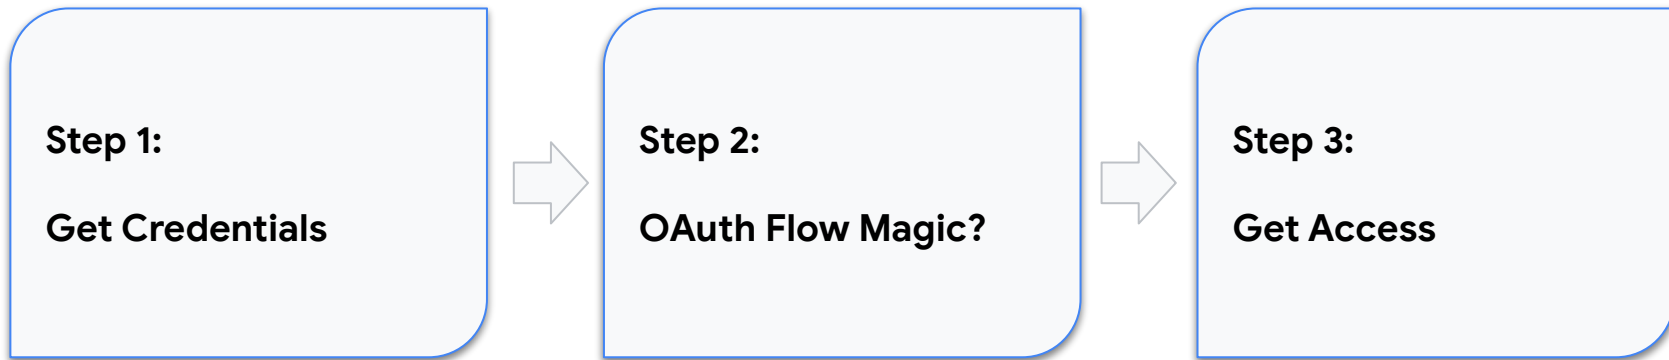 Step 1:
Get Credentials
Step 2:
OAuth Flow Magic?
Step 3:
Get Access